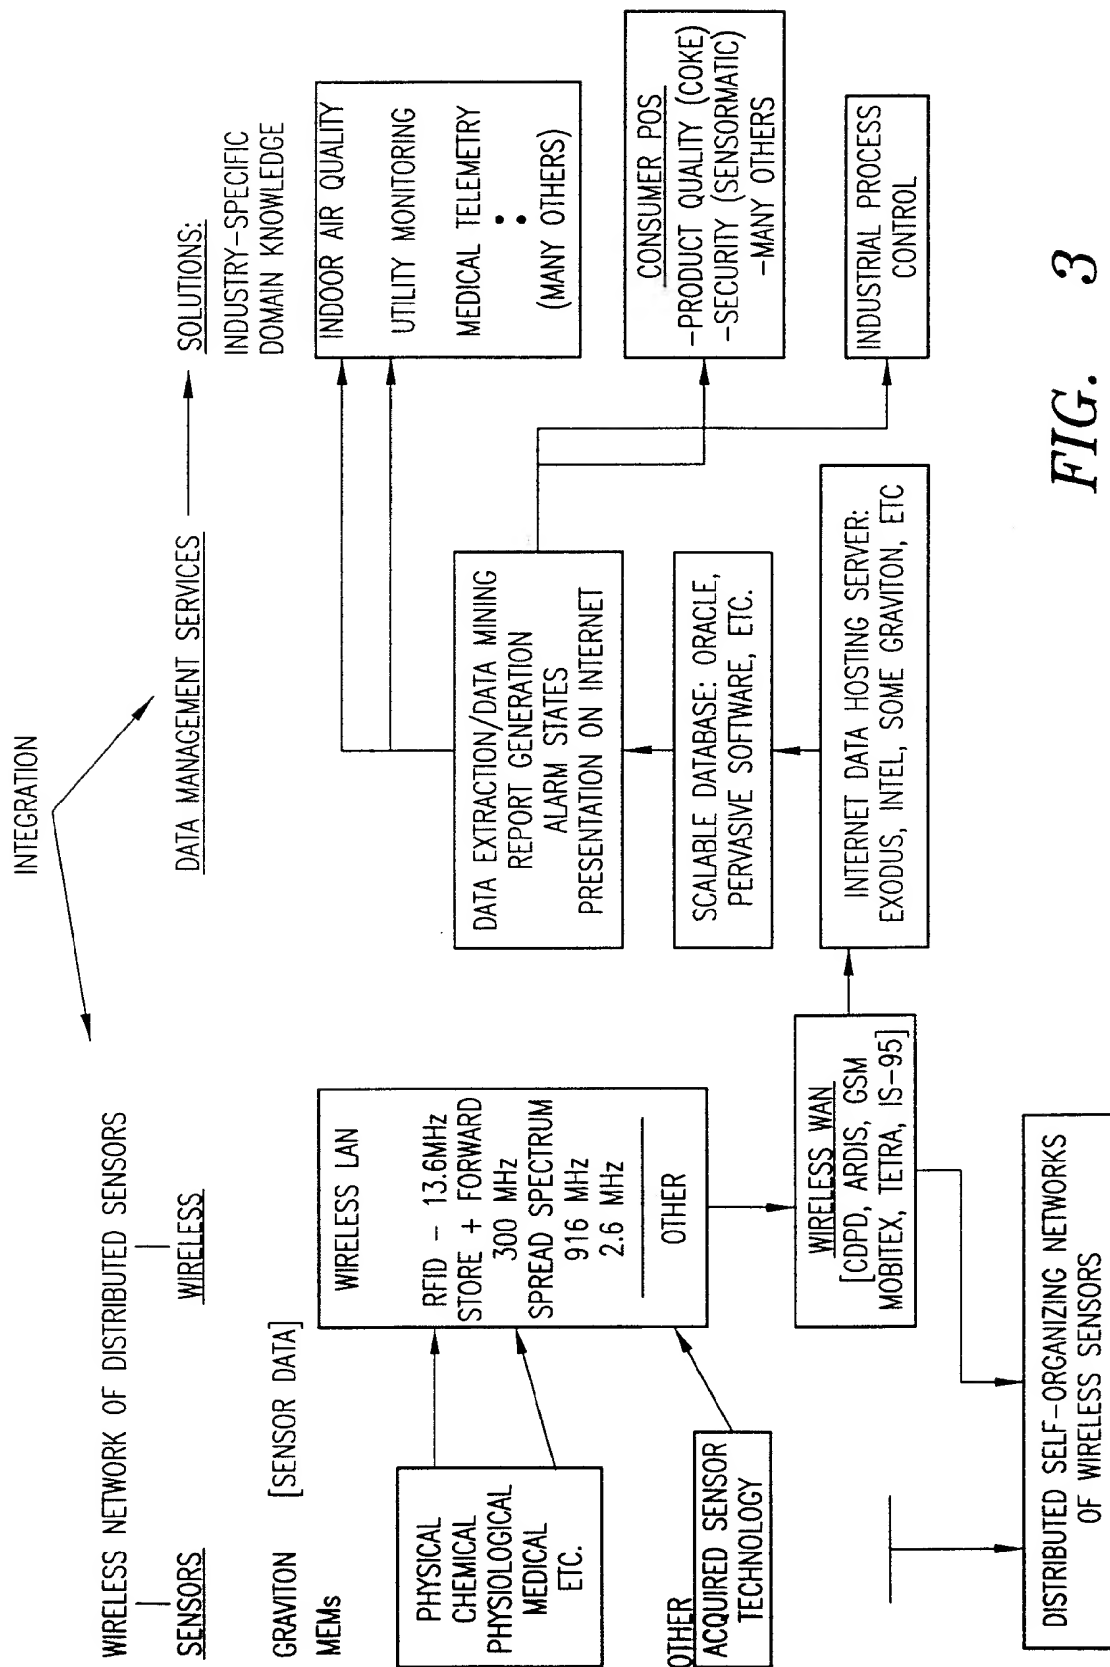 INTEGRATION
WIRELESS NETWORK OF DISTRIBUTED SENSORS
SENSORS
WIRELESS
DATA MANAGEMENT SERVICES
SOLUTIONS:
INDUSTRY-SPECIFIC
DOMAIN KNOWLEDGE
GRAVITON
MEMs
[SENSOR DATA]
PHYSICAL
CHEMICAL
PHYSIOLOGICAL
MEDICAL
ETC.
OTHER
ACQUIRED SENSOR
TECHNOLOGY
WIRELESS LAN
RFID - 13.6MHz
STORE + FORWARD
300 MHz
SPREAD SPECTRUM
916 MHz
2.6 MHz
OTHER
WIRELESS WAN
[CDPD, ARDIS, GSM
MOBITEX, TETRA, IS-95]
DISTRIBUTED SELF-ORGANIZING NETWORKS
OF WIRELESS SENSORS
DATA EXTRACTION/DATA MINING
REPORT GENERATION
ALARM STATES
PRESENTATION ON INTERNET
SCALABLE DATABASE: ORACLE,
PERVASIVE SOFTWARE, ETC.
INTERNET DATA HOSTING SERVER:
EXODUS, INTEL, SOME GRAVITON, ETC
INDOOR AIR QUALITY
UTILITY MONITORING
MEDICAL TELEMETRY
(MANY OTHERS)
CONSUMER POS
-PRODUCT QUALITY (COKE)
-SECURITY (SENSORMATIC)
-MANY OTHERS
INDUSTRIAL PROCESS
CONTROL
FIG. 3